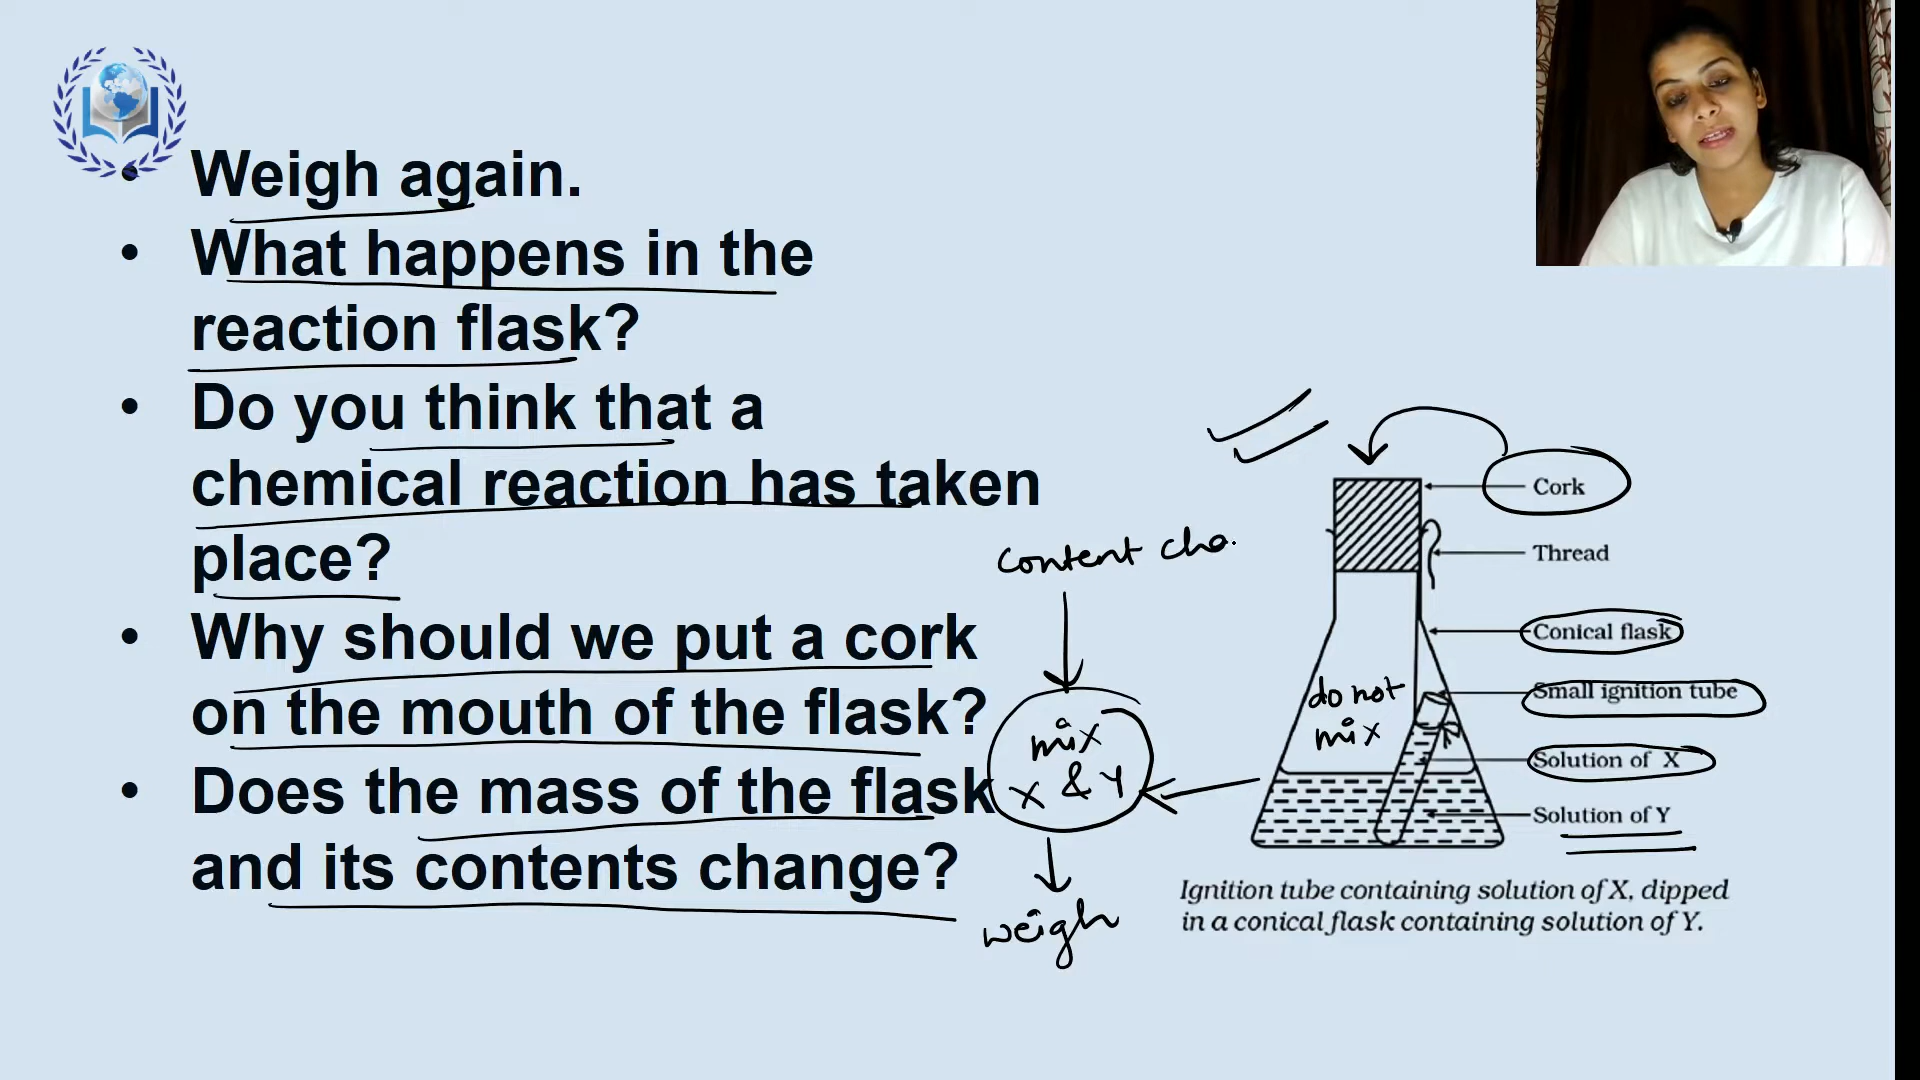 • Weigh again.
• What happens in the
reaction flask?
• Do you think that a
chemical reaction has taken
place?
• Why should we put a cork
on the mouth of the flask?
• Does the mass of the flask
and its contents change?
content cha
mix
X & Y
weigh
do not
mix
Cork
Thread
Conical flask
Small ignition tube
Solution of X
Solution of Y
Ignition tube containing solution of X, dipped
in a conical flask containing solution of Y.